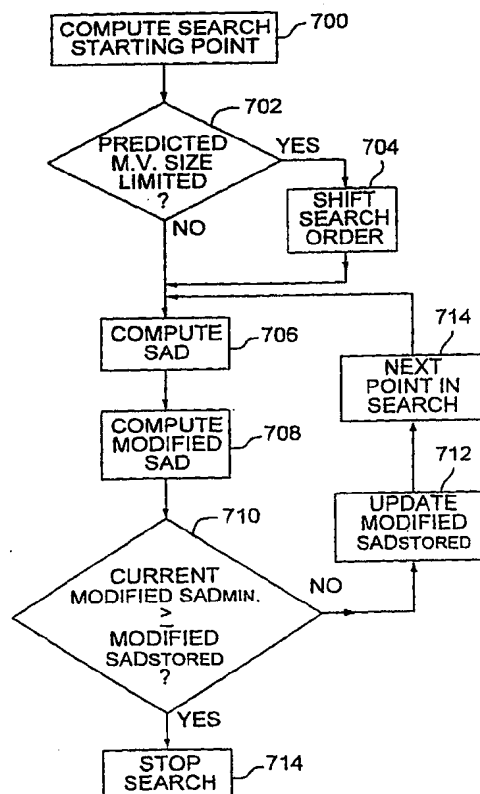 COMPUTE SEARCH
STARTING POINT
700
702
PREDICTED
M.V. SIZE
LIMITED
?
YES
704
SHIFT
SEARCH
ORDER
NO
COMPUTE
SAD
706
714
NEXT
POINT IN
SEARCH
COMPUTE
MODIFIED
SAD
708
712
UPDATE
MODIFIED
SADSTORED
710
CURRENT
MODIFIED SADMIN.
≥
MODIFIED
SADSTORED
?
NO
YES
STOP
SEARCH
714